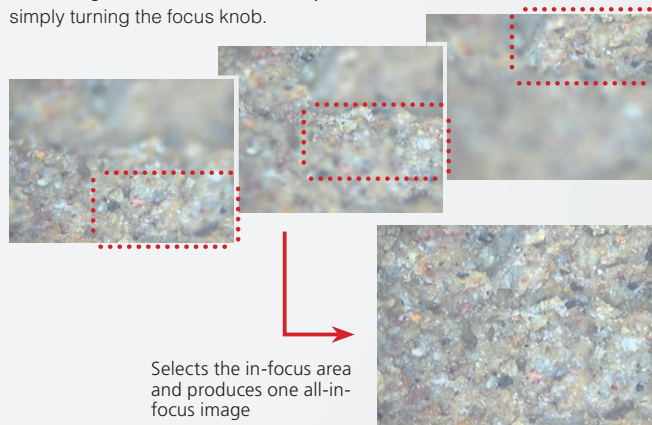 simply turning the focus knob.
Selects the in-focus area
and produces one all-in-
focus image